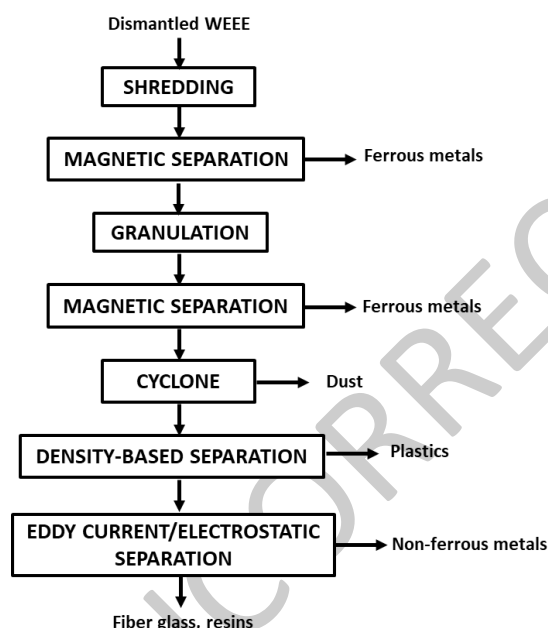 Dismantled WEEE
SHREDDING
MAGNETIC SEPARATION
Ferrous metals
GRANULATION
MAGNETIC SEPARATION
Ferrous metals
CYCLONE
Dust
DENSITY-BASED SEPARATION
Plastics
EDDY CURRENT/ELECTROSTATIC
SEPARATION
Non-ferrous metals
Fiber glass, resins